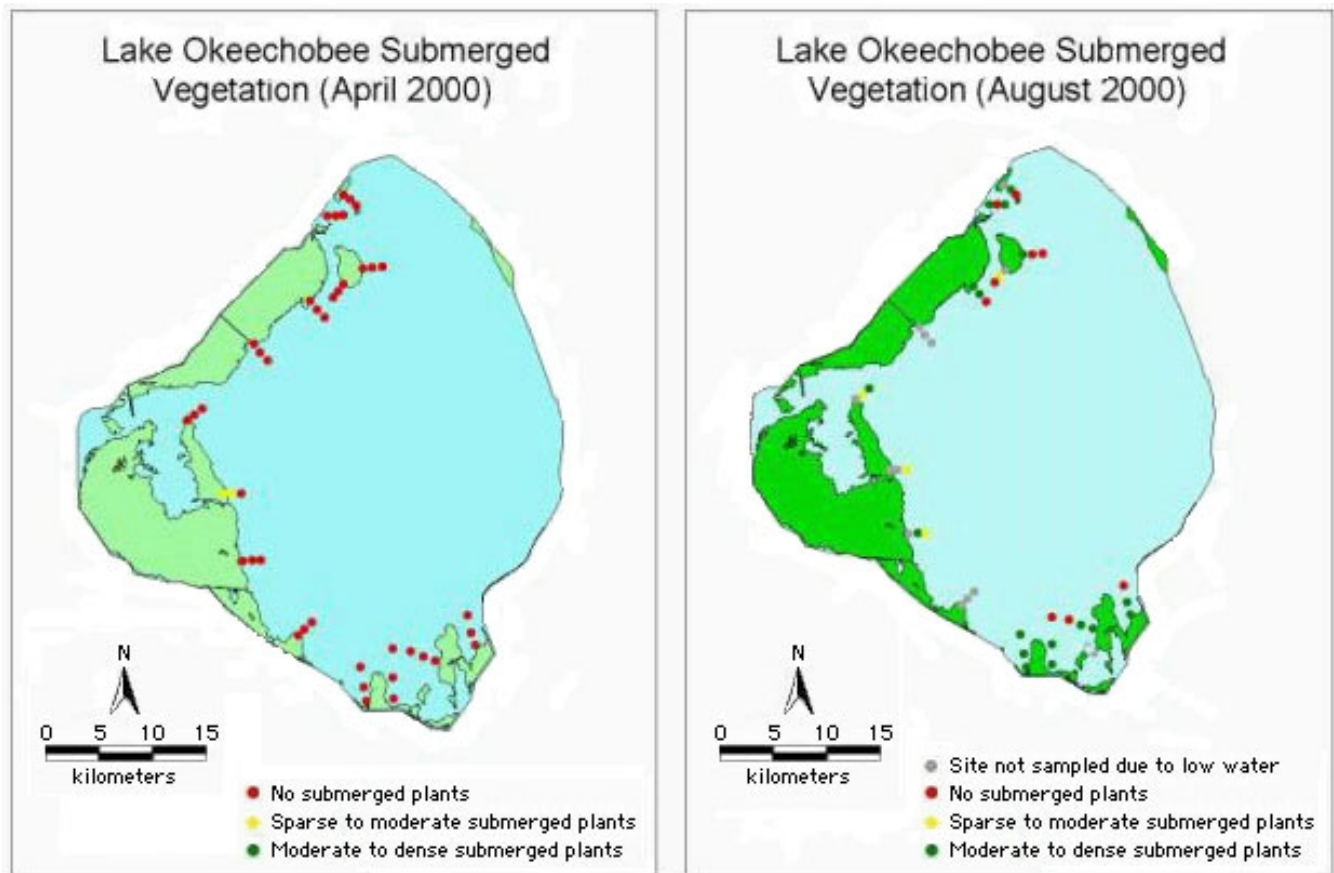 Lake Okeechobee Submerged
Vegetation (April 2000)
N
0 5 10 15
kilometers
No submerged plants
Sparse to moderate submerged plants
Moderate to dense submerged plants
Lake Okeechobee Submerged
Vegetation (August 2000)
N
0 5 10 15
kilometers
Site not sampled due to low water
No submerged plants
Sparse to moderate submerged plants
Moderate to dense submerged plants